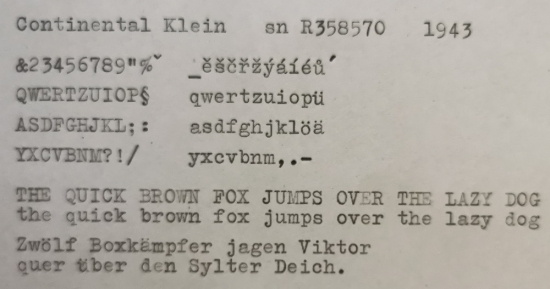 Continental Klein sn R358570 1943
&23456789"%ˇ _ěščřžýáíéů´
QWERTZUIOP§ qwertzuiopü
ASDFGHJKL;: asdfghjklöä
YXCVBNM?!/ yxcvbnm,.-
THE QUICK BROWN FOX JUMPS OVER THE LAZY DOG
the quick brown fox jumps over the lazy dog
Zwölf Boxkämpfer jagen Viktor
quer über den Sylter Deich.